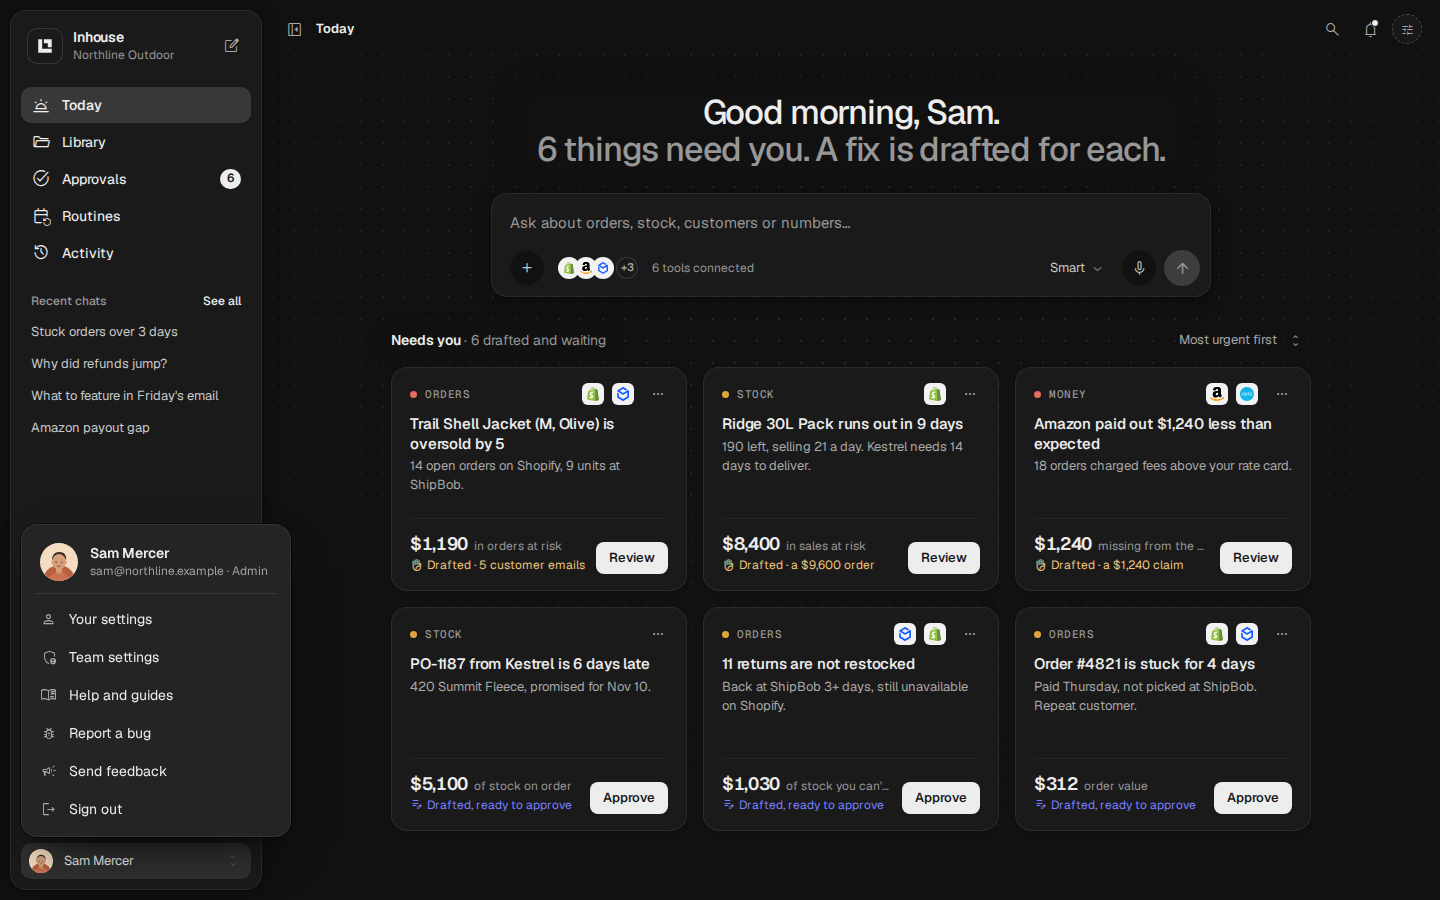 Inhouse
Northline Outdoor
Today
Library
Approvals
6
Routines
Activity
Recent chats
See all
Stuck orders over 3 days
Why did refunds jump?
What to feature in Friday's email
Amazon payout gap
Sam Mercer
sam@northline.example · Admin
Your settings
Team settings
Help and guides
Report a bug
Send feedback
Sign out
Sam Mercer
Today
Good morning, Sam.
6 things need you. A fix is drafted for each.
Ask about orders, stock, customers or numbers...
+3
6 tools connected
Smart
Needs you · 6 drafted and waiting
Most urgent first
ORDERS
Trail Shell Jacket (M, Olive) is
oversold by 5
14 open orders on Shopify, 9 units at
ShipBob.
$1,190 in orders at risk
Drafted · 5 customer emails
Review
STOCK
Ridge 30L Pack runs out in 9 days
190 left, selling 21 a day. Kestrel needs 14
days to deliver.
$8,400 in sales at risk
Drafted · a $9,600 order
Review
MONEY
Amazon paid out $1,240 less than
expected
18 orders charged fees above your rate card.
$1,240 missing from the ...
Drafted · a $1,240 claim
Review
STOCK
PO-1187 from Kestrel is 6 days late
420 Summit Fleece, promised for Nov 10.
$5,100 of stock on order
Drafted, ready to approve
Approve
ORDERS
11 returns are not restocked
Back at ShipBob 3+ days, still unavailable
on Shopify.
$1,030 of stock you can'...
Drafted, ready to approve
Approve
ORDERS
Order #4821 is stuck for 4 days
Paid Thursday, not picked at ShipBob.
Repeat customer.
$312 order value
Drafted, ready to approve
Approve